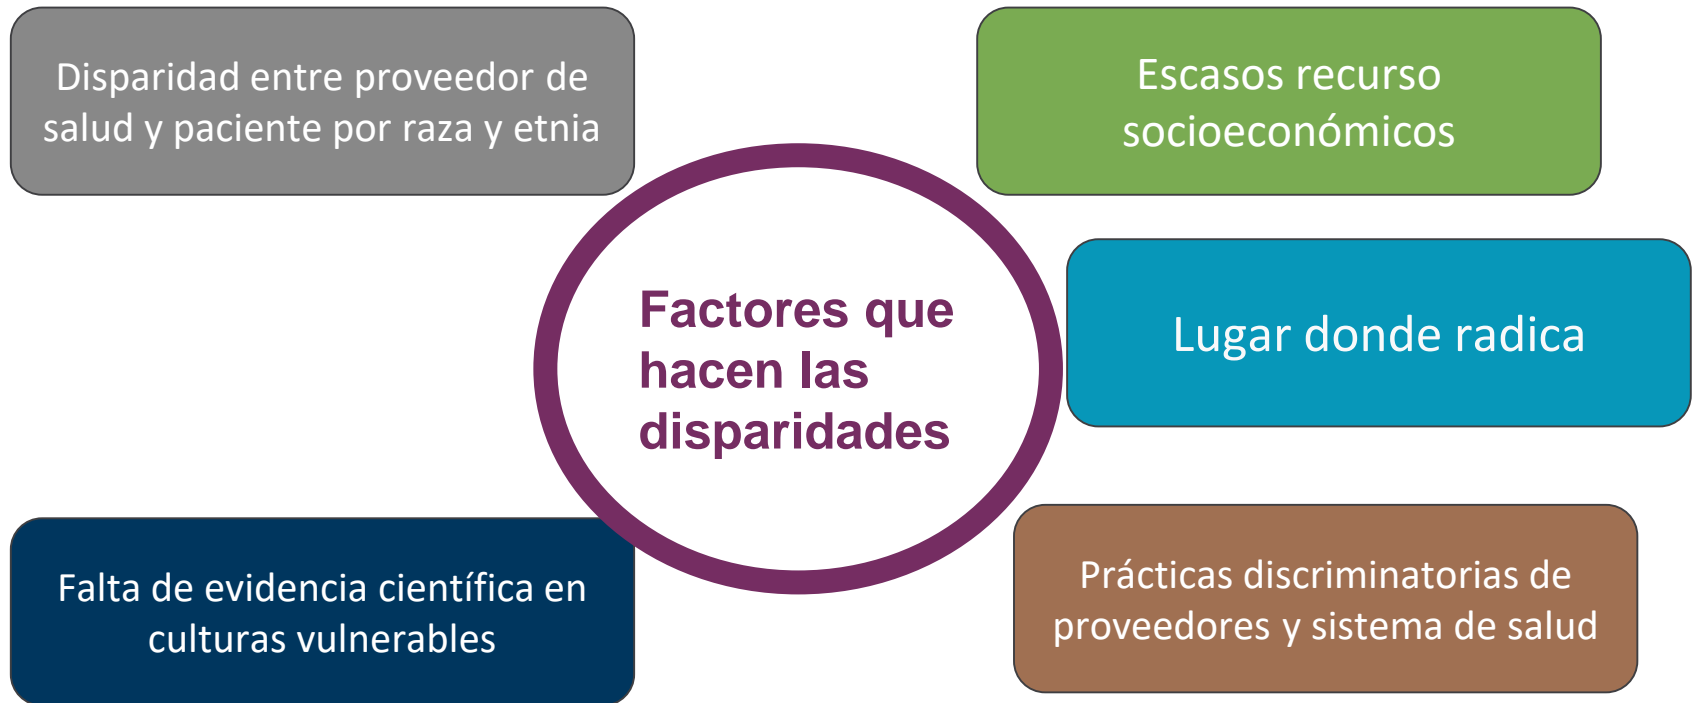 Disparidad entre proveedor de
salud y paciente por raza y etnia
Escasos recurso
socioeconómicos
Factores que
hacen las
disparidades
Lugar donde radica
Falta de evidencia científica en
culturas vulnerables
Prácticas discriminatorias de
proveedores y sistema de salud